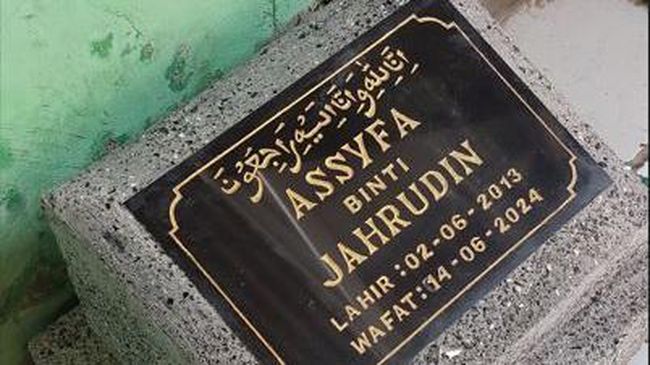 إنا لله وإنا إليه راجعون
ASSYFA
BINTI
JAHRUDIN
LAHIR : 02-06-2013
WAFAT : 14-06-2024